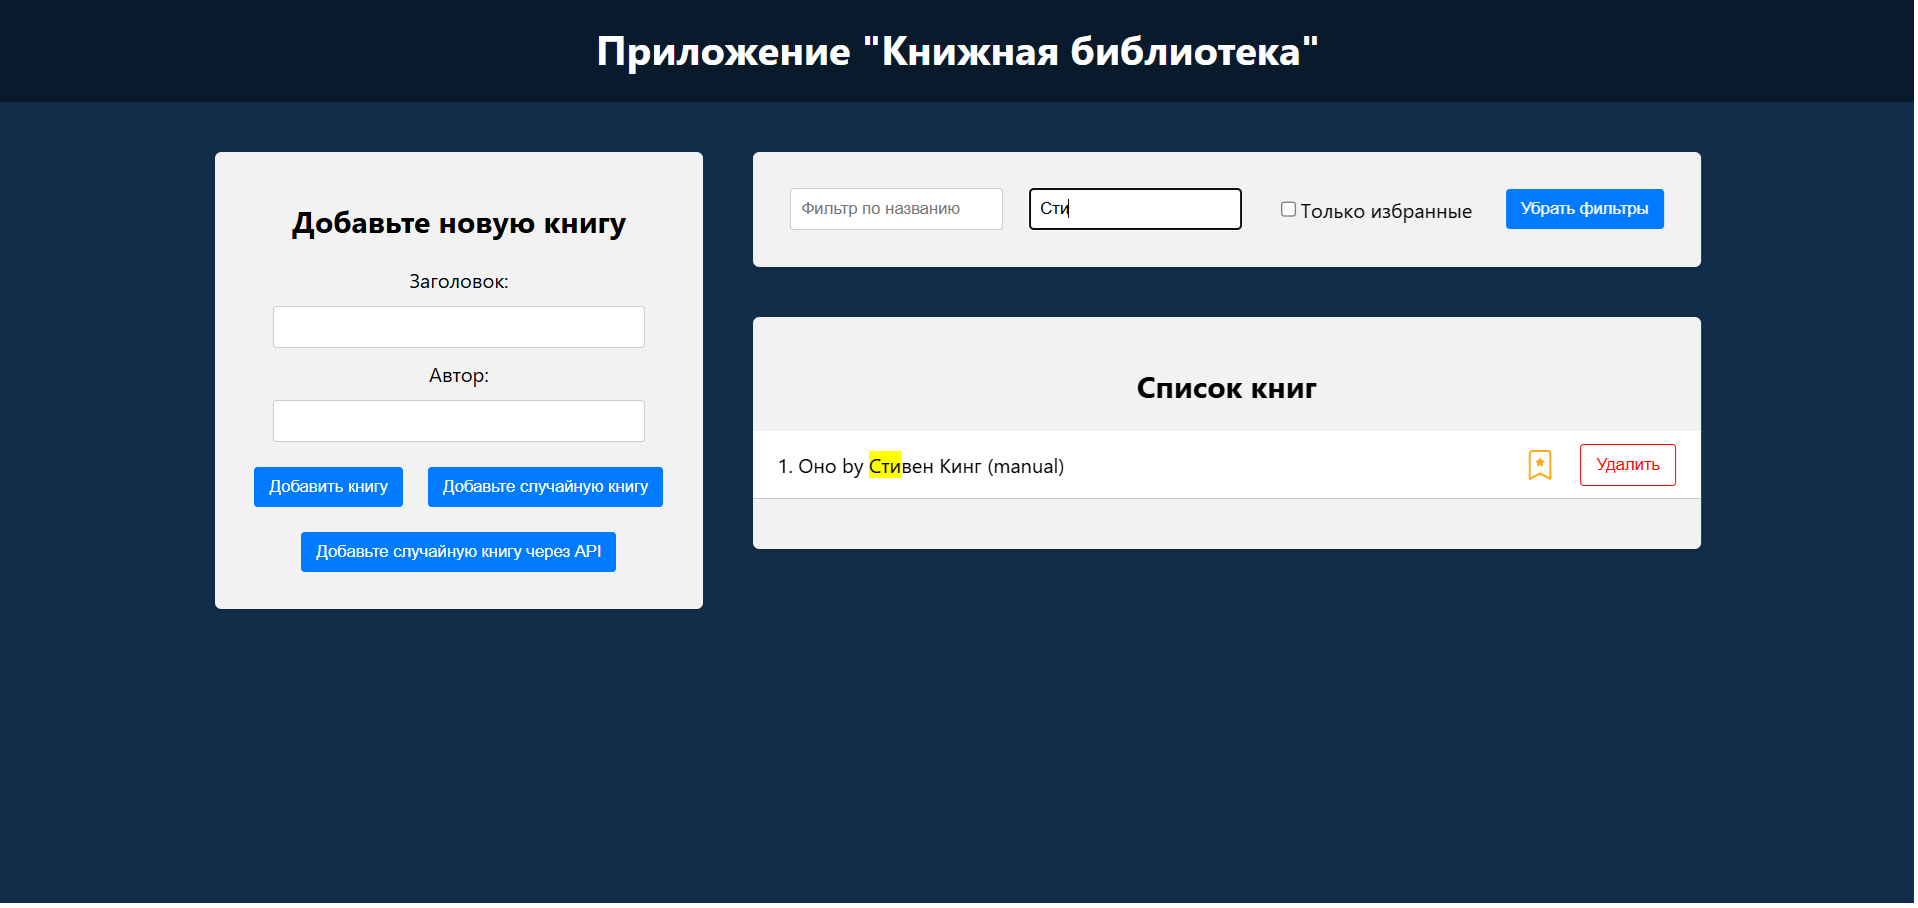 Приложение "Книжная библиотека"
Добавьте новую книгу
Заголовок:
Автор:
Добавить книгу
Добавьте случайную книгу
Добавьте случайную книгу через API
Фильтр по названию
Сти
Только избранные
Убрать фильтры
Список книг
1. Оно by Стивен Кинг (manual)
Удалить